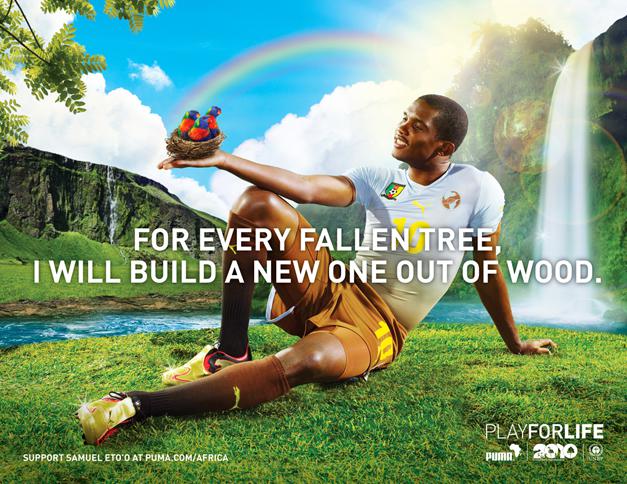 FOR EVERY FALLEN TREE,
I WILL BUILD A NEW ONE OUT OF WOOD.
10
10
PLAYFORLIFE
PUMA
2010
SUPPORT SAMUEL ETO'O AT PUMA.COM/AFRICA